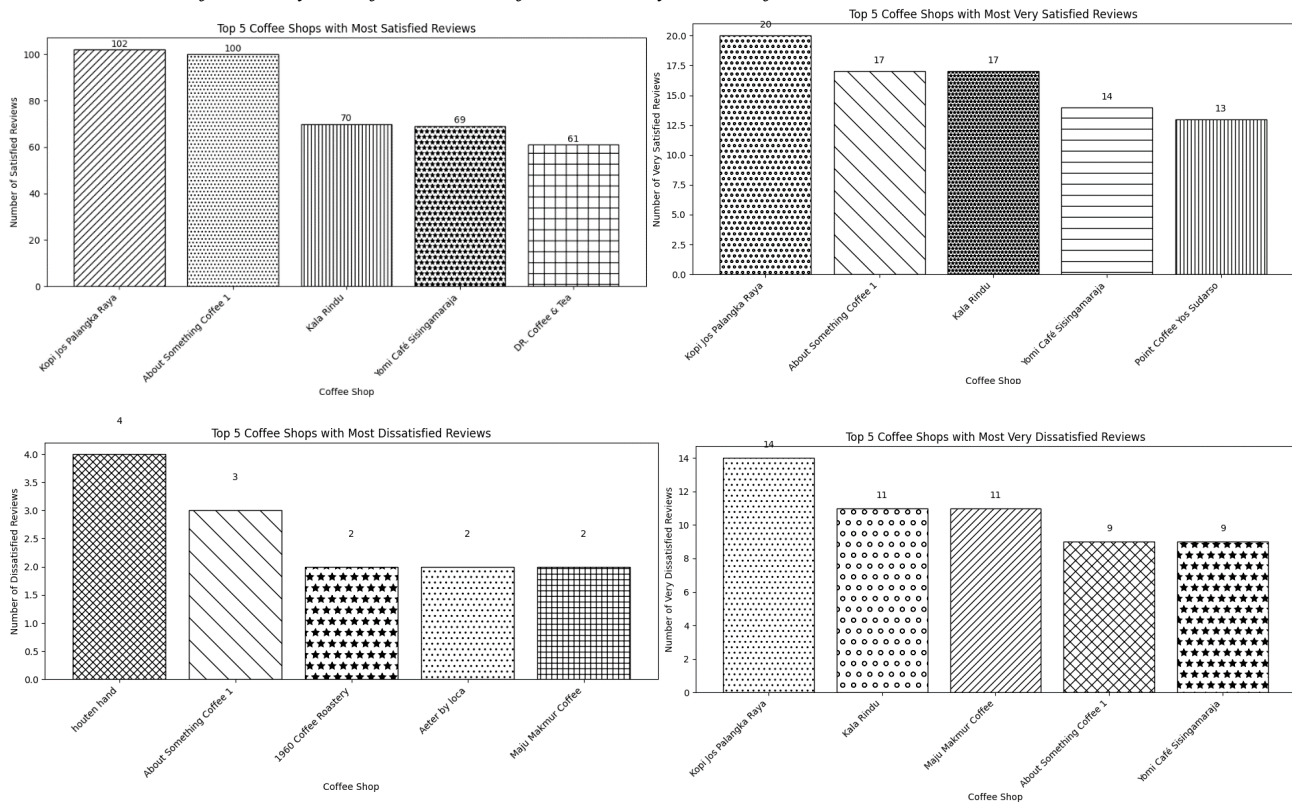 Top 5 Coffee Shops with Most Satisfied Reviews
Number of Satisfied Reviews
100
80
60
40
20
0
102
100
70
69
61
Kopi Jos Palangka Raya
About Something Coffee 1
Kala Rindu
Yomi Café Sisingamaraja
DR. Coffee & Tea
Coffee Shop
Top 5 Coffee Shops with Most Very Satisfied Reviews
Number of Very Satisfied Reviews
20.0
17.5
15.0
12.5
10.0
7.5
5.0
2.5
0.0
20
17
17
14
13
Kopi Jos Palangka Raya
About Something Coffee 1
Kala Rindu
Yomi Café Sisingamaraja
Point Coffee Yos Sudarso
Coffee Shop
Top 5 Coffee Shops with Most Dissatisfied Reviews
Number of Dissatisfied Reviews
4.0
3.5
3.0
2.5
2.0
1.5
1.0
0.5
0.0
4
3
2
2
2
houten hand
About Something Coffee 1
1960 Coffee Roastery
Aeter by loca
Maju Makmur Coffee
Coffee Shop
Top 5 Coffee Shops with Most Very Dissatisfied Reviews
Number of Very Dissatisfied Reviews
14
12
10
8
6
4
2
0
14
11
11
9
9
Kopi Jos Palangka Raya
Kala Rindu
Maju Makmur Coffee
About Something Coffee 1
Yomi Café Sisingamaraja
Coffee Shop